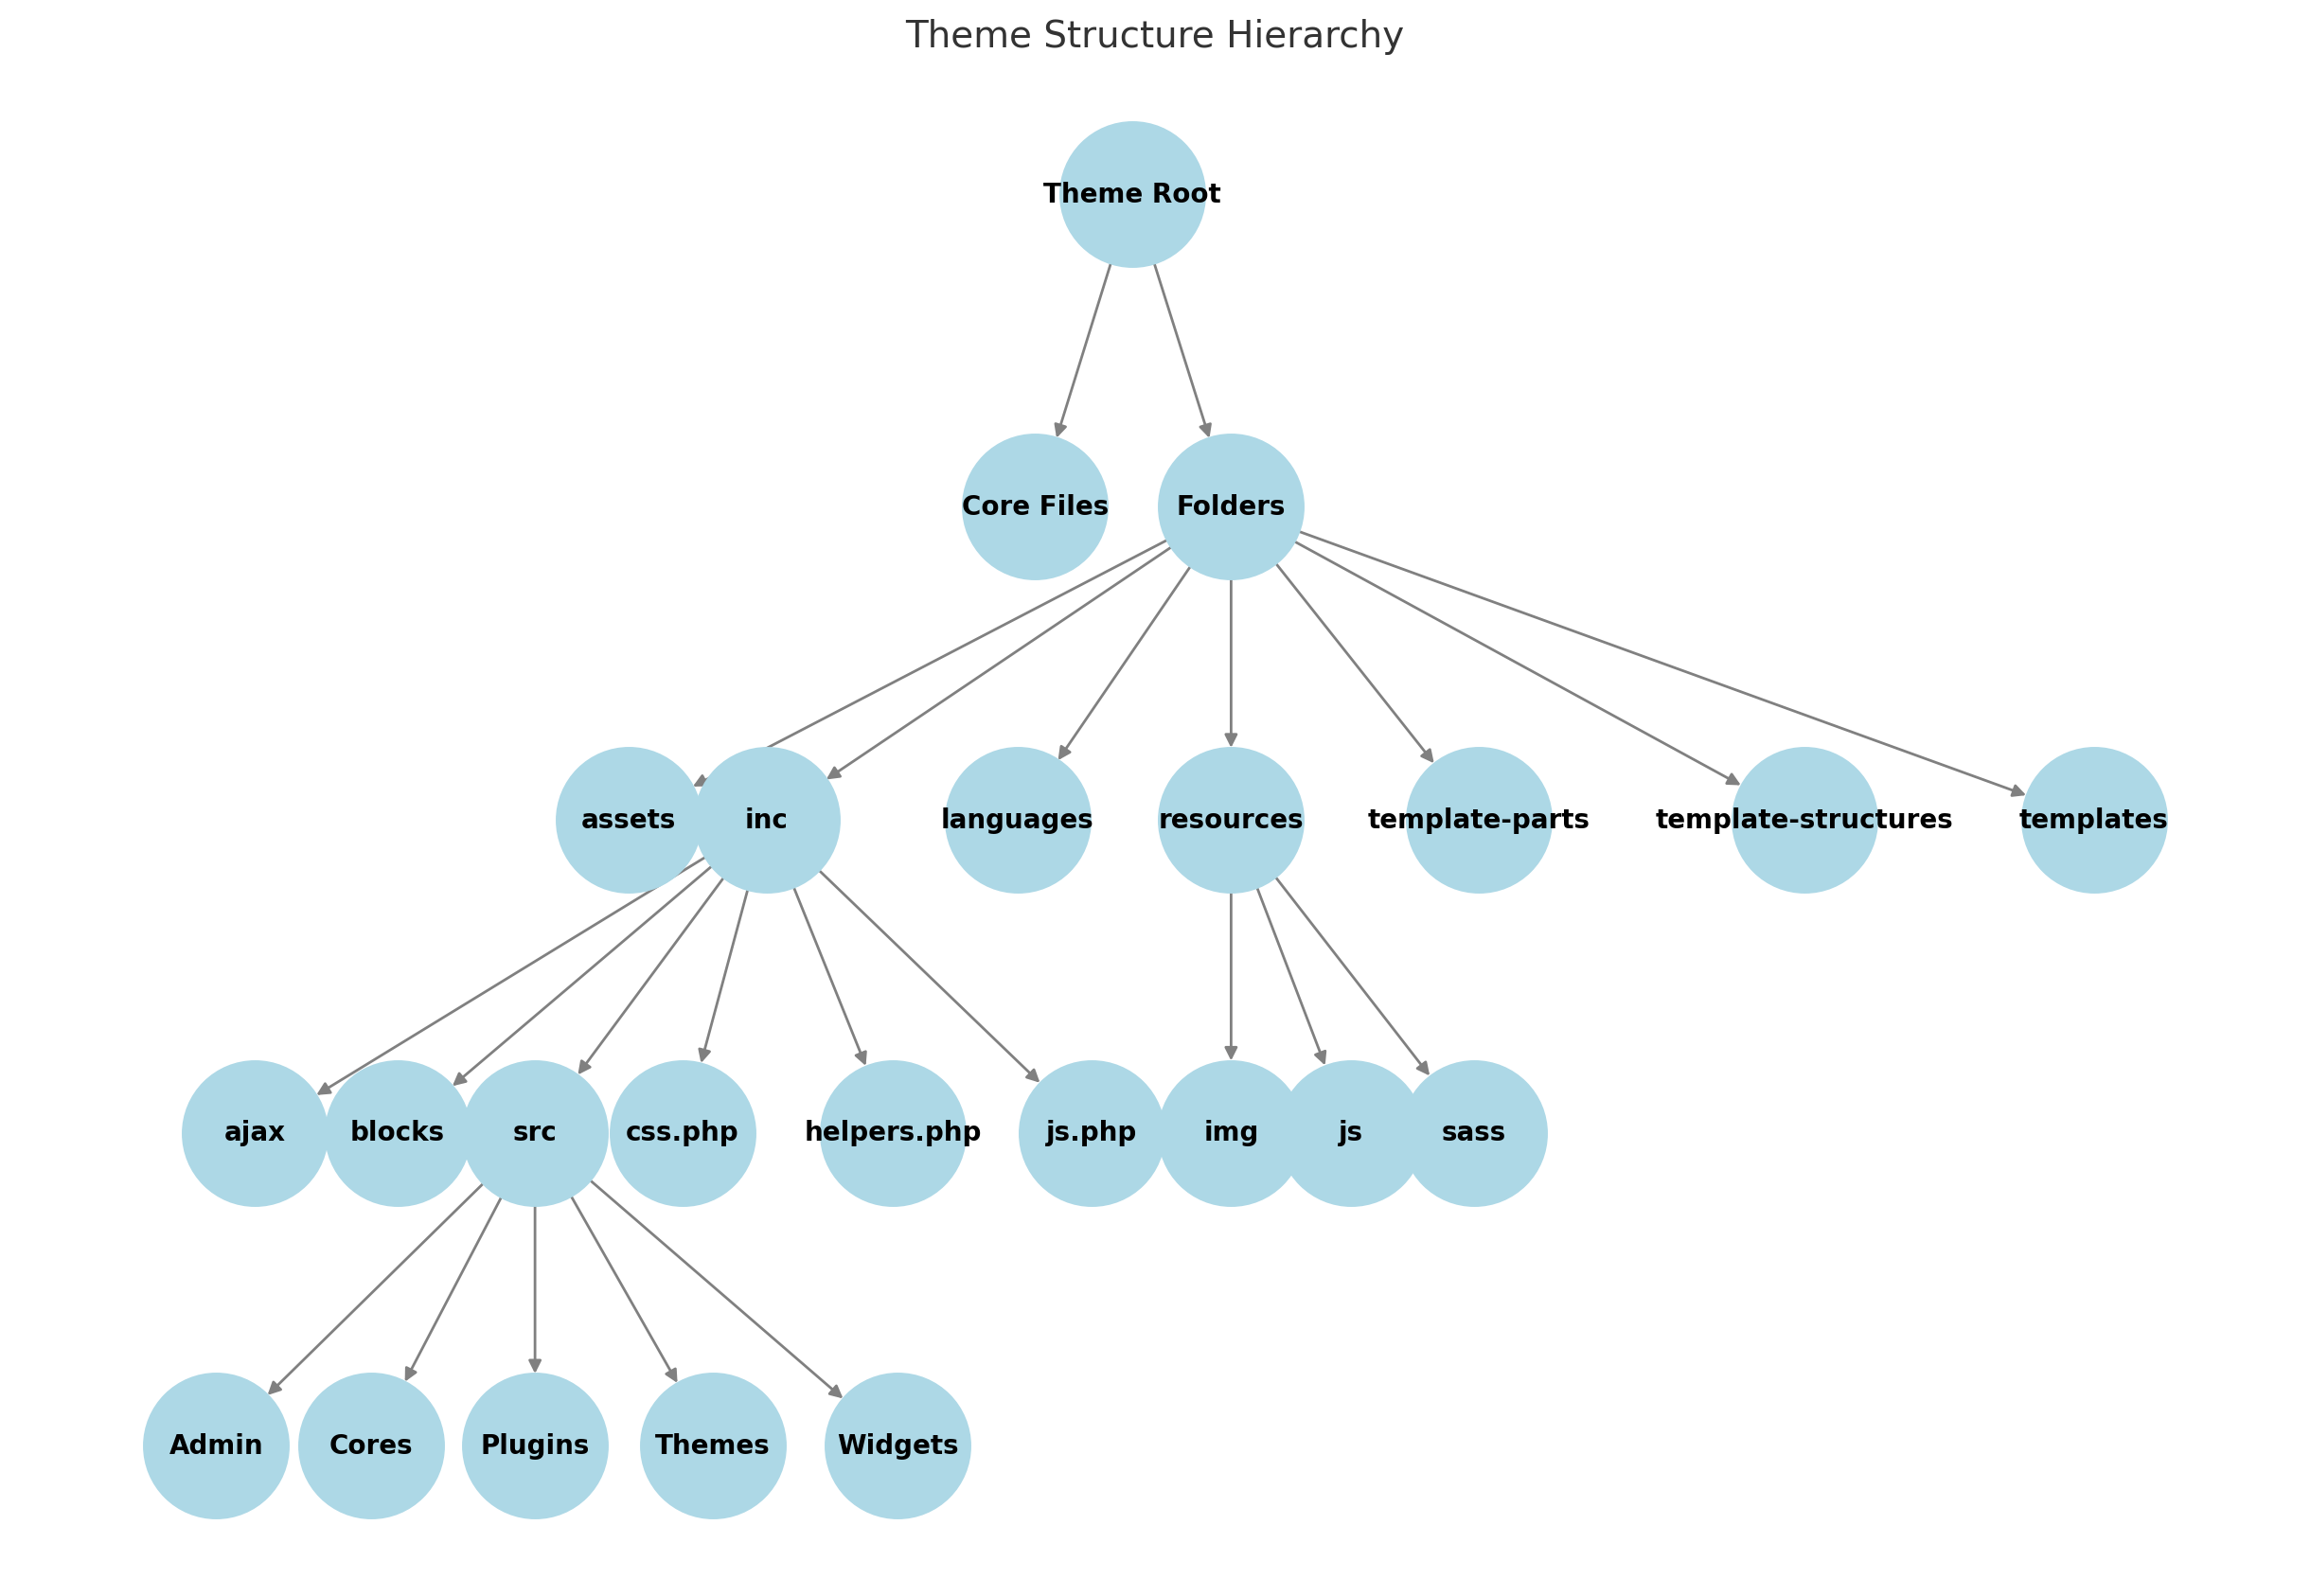 Theme Structure Hierarchy
Theme Root
Core Files
Folders
assets
inc
languages
resources
template-parts
template-structures
templates
ajax
blocks
src
css.php
helpers.php
js.php
img
js
sass
Admin
Cores
Plugins
Themes
Widgets